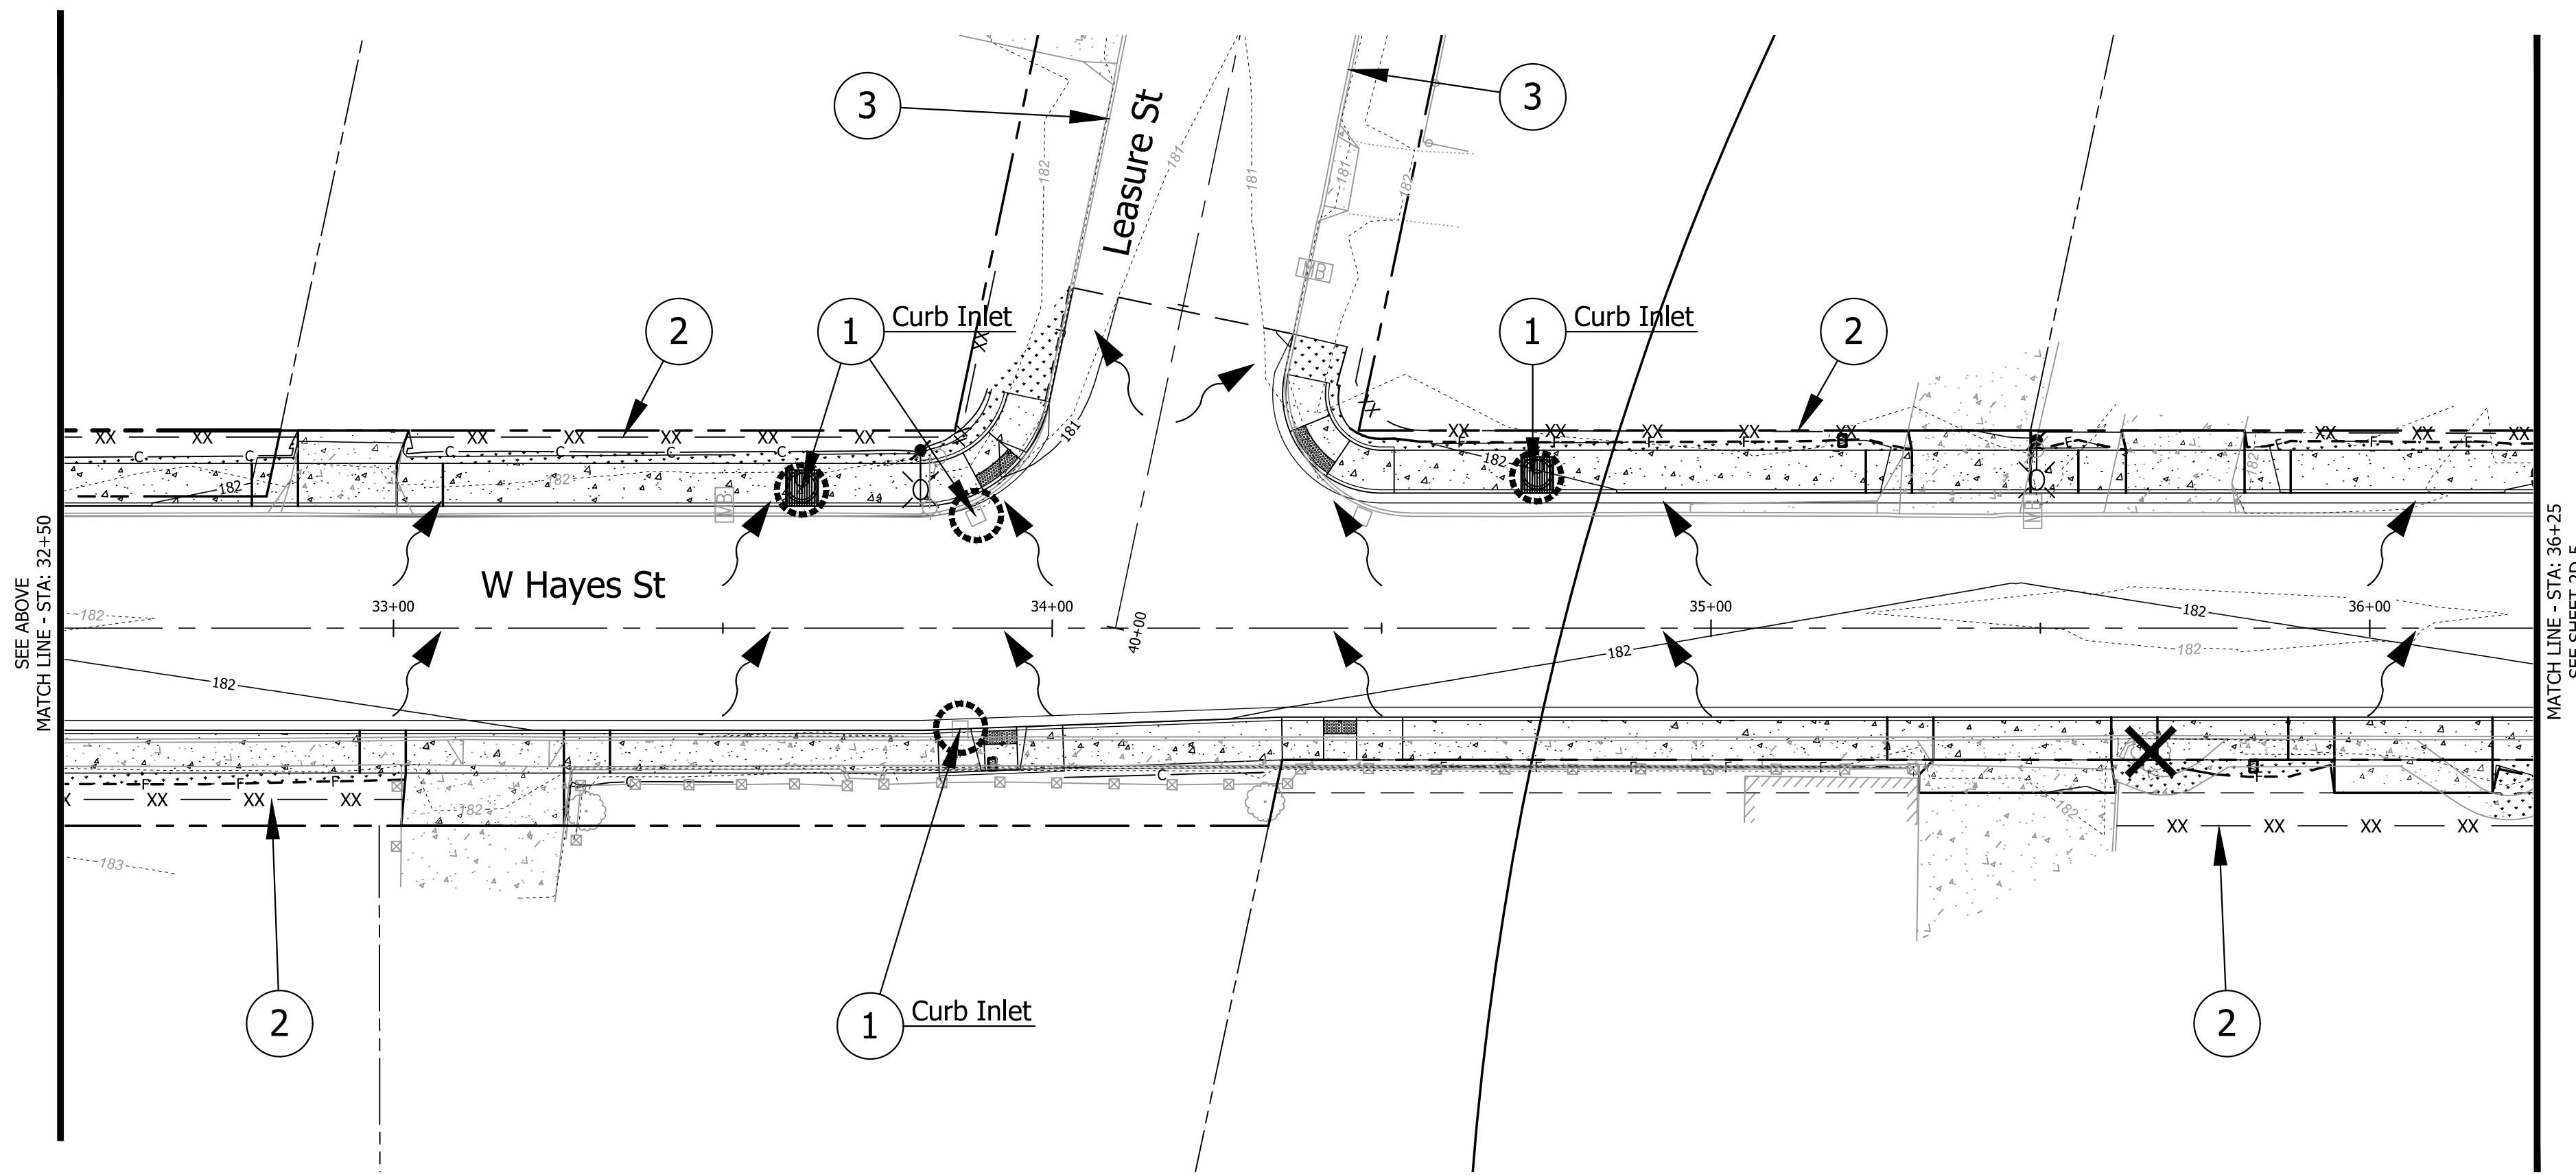 3
3
Leasure St
182
181
181
181
182
MB
2
1
Curb Inlet
1
Curb Inlet
2
XX
XX XX XX XX XX XX XX
XX XX XX XX XX XX XX XX
C C C C C C
F F F F F F
182
182
181
182
182
MB
MB
SEE ABOVE
MATCH LINE - STA: 32+50
W Hayes St
33+00
34+00
35+00
36+00
40+00
182
182
182
182
182
MATCH LINE - STA: 36+25
SEE SHEET 2D-5
F F F
C C
F F F F F F
XX XX XX
182
182
XX XX XX XX
183
2
1
Curb Inlet
2